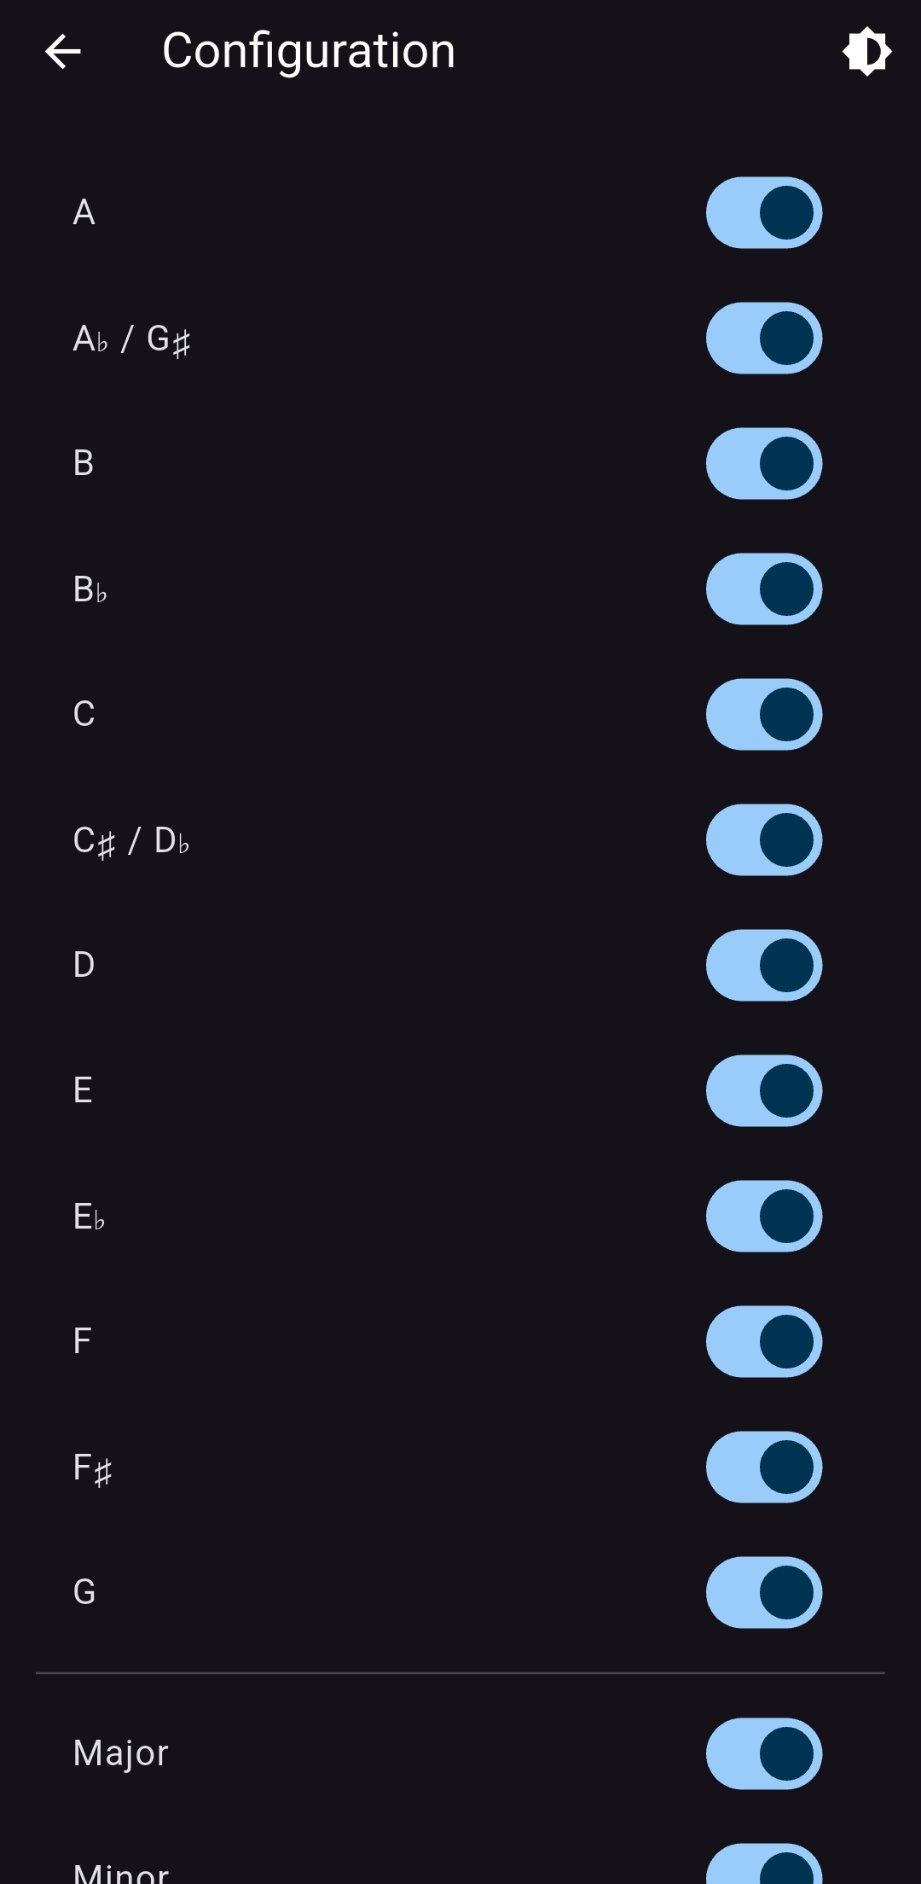 Configuration
A
A♭ / G♯
B
B♭
C
C♯ / D♭
D
E
E♭
F
F♯
G
Major
Minor